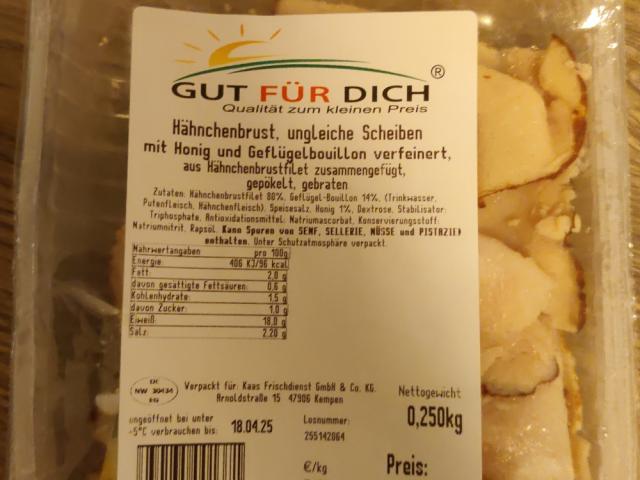 GUT FÜR DICH ®
Qualität zum kleinen Preis
Hähnchenbrust, ungleiche Scheiben
mit Honig und Geflügelbouillon verfeinert,
aus Hähnchenbrustfilet zusammengefügt,
gepökelt, gebraten
Zutaten: Hähnchenbrustfilet 80%, Geflügel-Bouillon 14%, (Trinkwasser,
Putenfleisch, Hähnchenfleisch), Speisesalz, Honig 1%, Dextrose, Stabilisator:
Triphosphate, Antioxidationsmittel: Natriumascorbat, Konservierungsstoff:
Natriumnitrit, Rapsöl. Kann Spuren von SENF, SELLERIE, NÜSSE und PISTAZIEN
enthalten. Unter Schutzatmosphäre verpackt.
Nährwertangaben pro 100g
Energie: 406 KJ/96 kcal
Fett: 2,0 g
davon gesättigte Fettsäuren: 0,6 g
Kohlenhydrate: 1,5 g
davon Zucker: 1,0 g
Eiweiß: 18,0 g
Salz: 2,20 g
DE
NW 30434
EG
Verpackt für: Kaas Frischdienst GmbH & Co. KG.
Arnoldstraße 15 47906 Kempen
Nettogewicht
0,250kg
ungeöffnet bei unter
+5°C verbrauchen bis: 18.04.25
Losnummer:
255142064
€/kg
Preis: